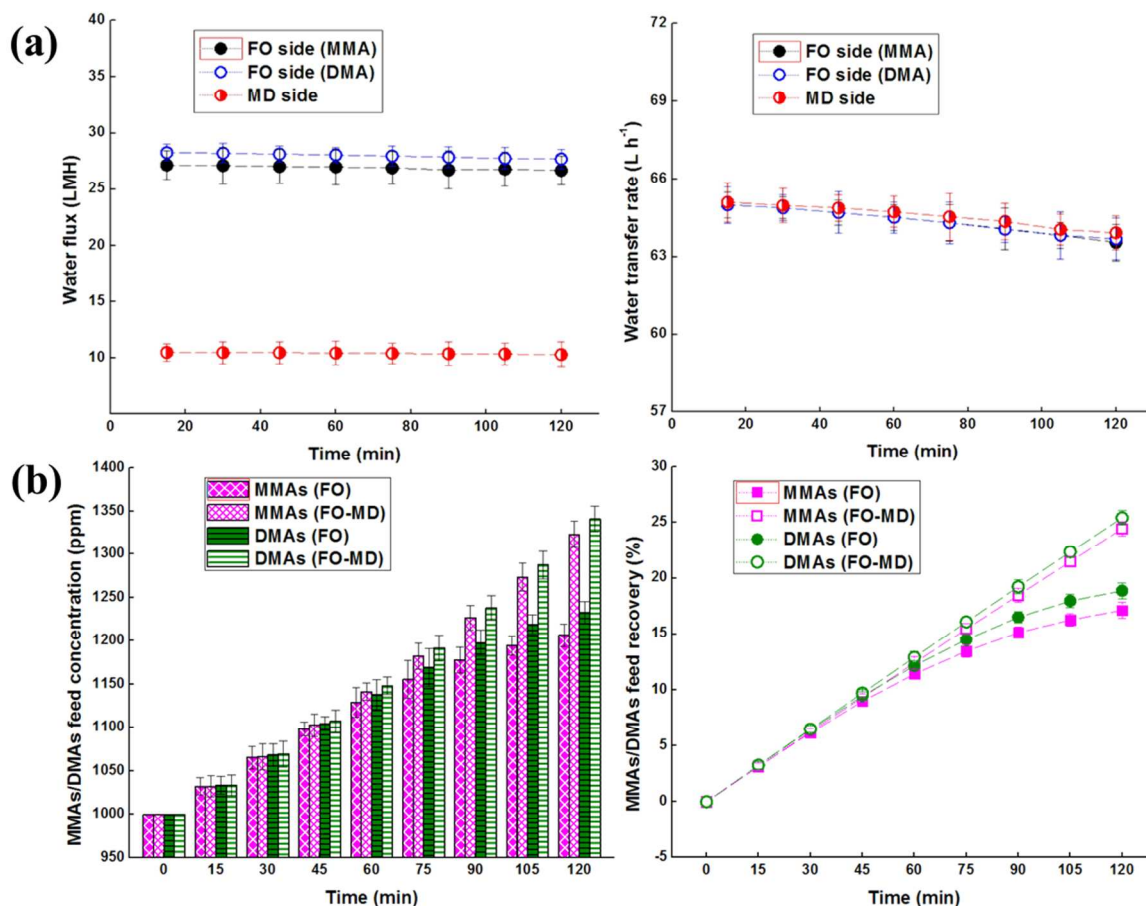 (a)
40
35
30
25
20
15
10
Water flux (LMH)
FO side (MMA)
FO side (DMA)
MD side
20 40 60 80 100 120
Time (min)
72
69
66
63
60
57
Water transfer rate (L h⁻¹)
FO side (MMA)
FO side (DMA)
MD side
20 40 60 80 100 120
Time (min)
(b)
1400
1350
1300
1250
1200
1150
1100
1050
1000
950
MMAs/DMAs feed concentration (ppm)
MMAs (FO)
MMAs (FO-MD)
DMAs (FO)
DMAs (FO-MD)
0 15 30 45 60 75 90 105 120
Time (min)
30
25
20
15
10
5
0
-5
MMAs/DMAs feed recovery (%)
MMAs (FO)
MMAs (FO-MD)
DMAs (FO)
DMAs (FO-MD)
0 15 30 45 60 75 90 105 120
Time (min)